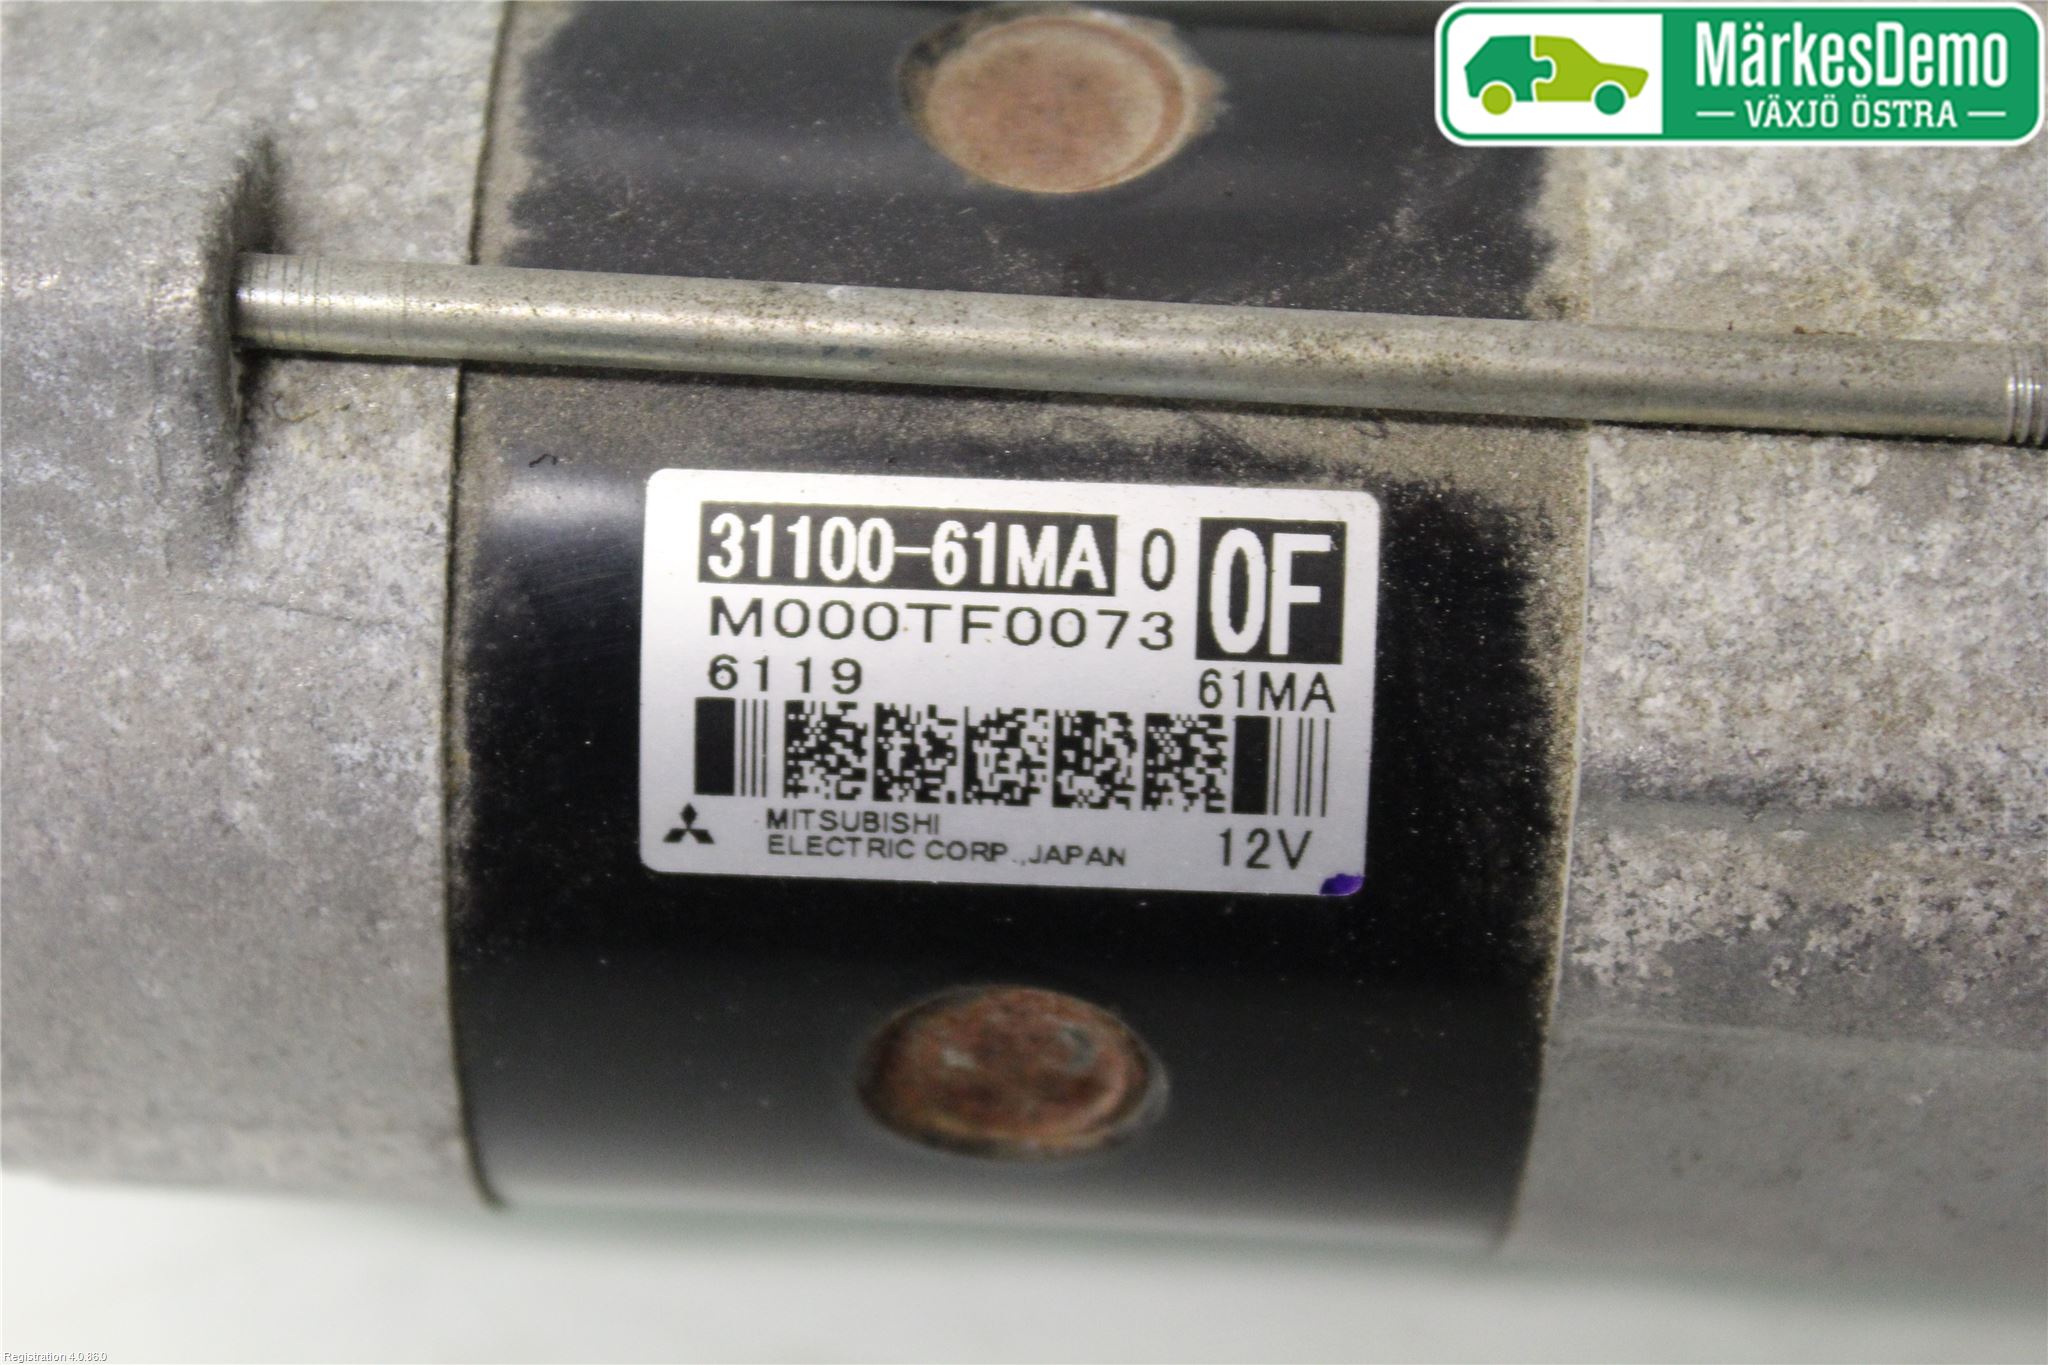 MärkesDemo
VÄXJÖ ÖSTRA
31100-61MA 0
0F
M000TF0073
6119
61MA
MITSUBISHI
ELECTRIC CORP.,JAPAN
12V
Registration 4.0.86.0